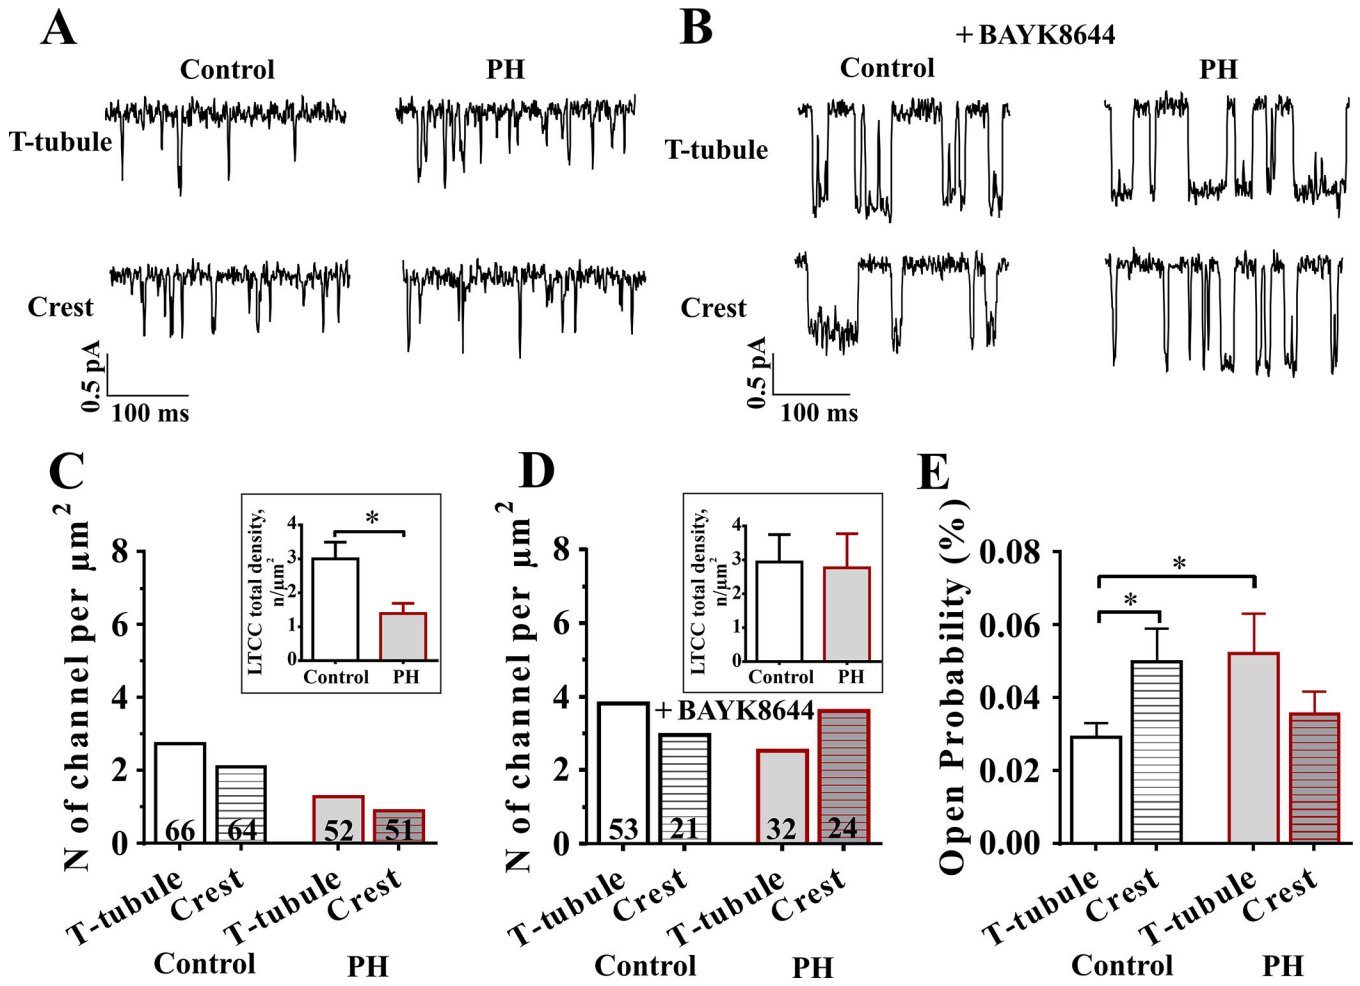 A
Control
PH
T-tubule
Crest
0.5 pA
100 ms
B
+ BAYK8644
Control
PH
T-tubule
Crest
0.5 pA
100 ms
C
N of channel per µm²
8
6
4
2
0
66
64
52
51
T-tubule
Crest
T-tubule
Crest
Control
PH
LTCC total density,
n/µm²
4
3
2
1
0
*
Control
PH
D
N of channel per µm²
8
6
4
2
0
+ BAYK8644
53
21
32
24
T-tubule
Crest
T-tubule
Crest
Control
PH
LTCC total density,
n/µm²
4
3
2
1
0
Control
PH
E
Open Probability (%)
0.08
0.06
0.04
0.02
0.00
*
*
T-tubule
Crest
T-tubule
Crest
Control
PH